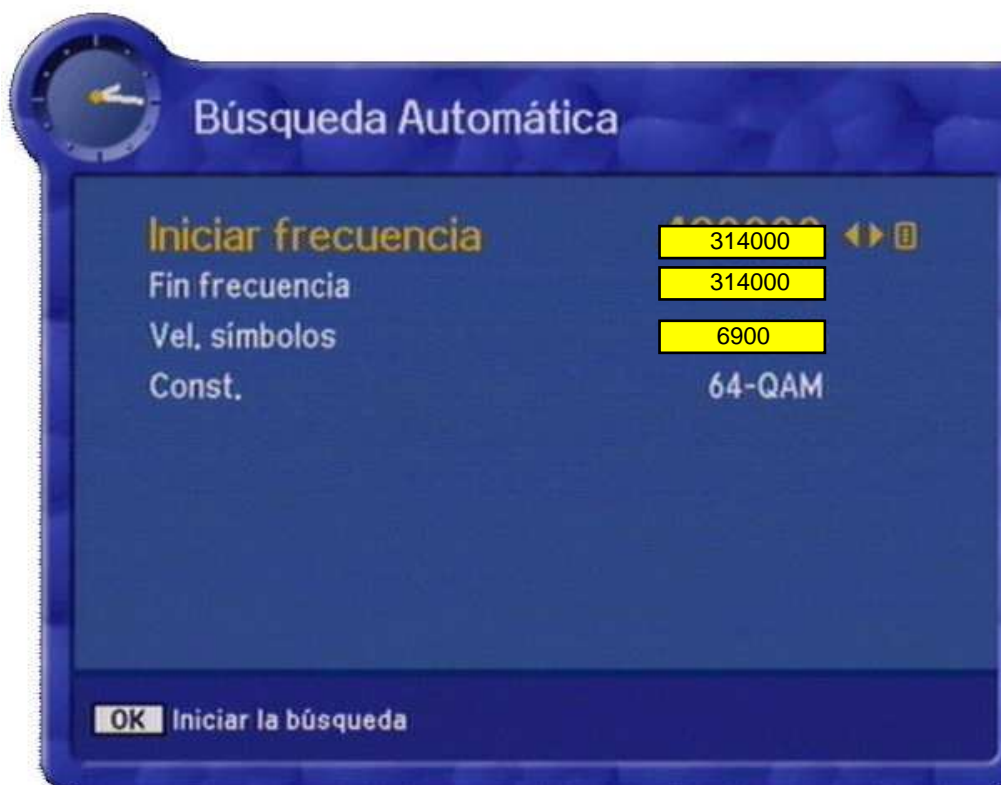 Búsqueda Automática
Iniciar frecuencia 314000
Fin frecuencia 314000
Vel. símbolos 6900
Const. 64-QAM
OK Iniciar la búsqueda